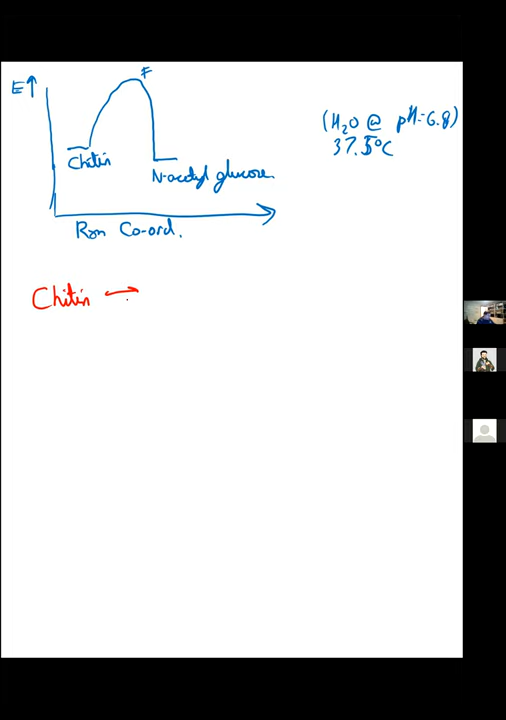 E↑
‡
(H₂O @ pH=6.8)
37.5°C
Chitin
N-acetyl glucose
Rxn Co-ord.
Chitin →